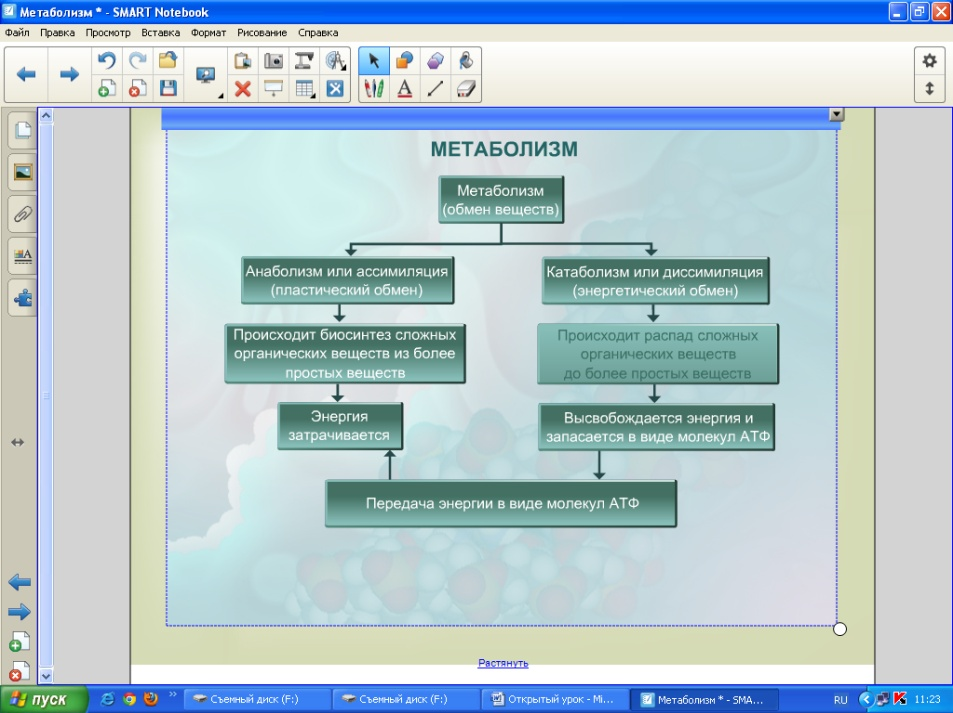 Метаболизм * - SMART Notebook
Файл Правка Просмотр Вставка Формат Рисование Справка
МЕТАБОЛИЗМ
Метаболизм
(обмен веществ)
Анаболизм или ассимиляция
(пластический обмен)
Катаболизм или диссимиляция
(энергетический обмен)
Происходит биосинтез сложных
органических веществ из более
простых веществ
Происходит распад сложных
органических веществ
до более простых веществ
Энергия
затрачивается
Высвобождается энергия и
запасается в виде молекул АТФ
Передача энергии в виде молекул АТФ
Растянуть
пуск
Съемный диск (F:)
Съемный диск (F:)
Открытый урок - Mi...
Метаболизм * - SMA...
RU
11:23